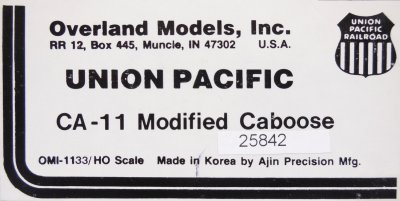 Overland Models, Inc.
RR 12, Box 445, Muncle, IN 47302 U.S.A.
UNION PACIFIC RAILROAD
UNION PACIFIC
CA-11 Modified Caboose
25842
OMI-1133/HO Scale Made in Korea by Ajin Precision Mfg.